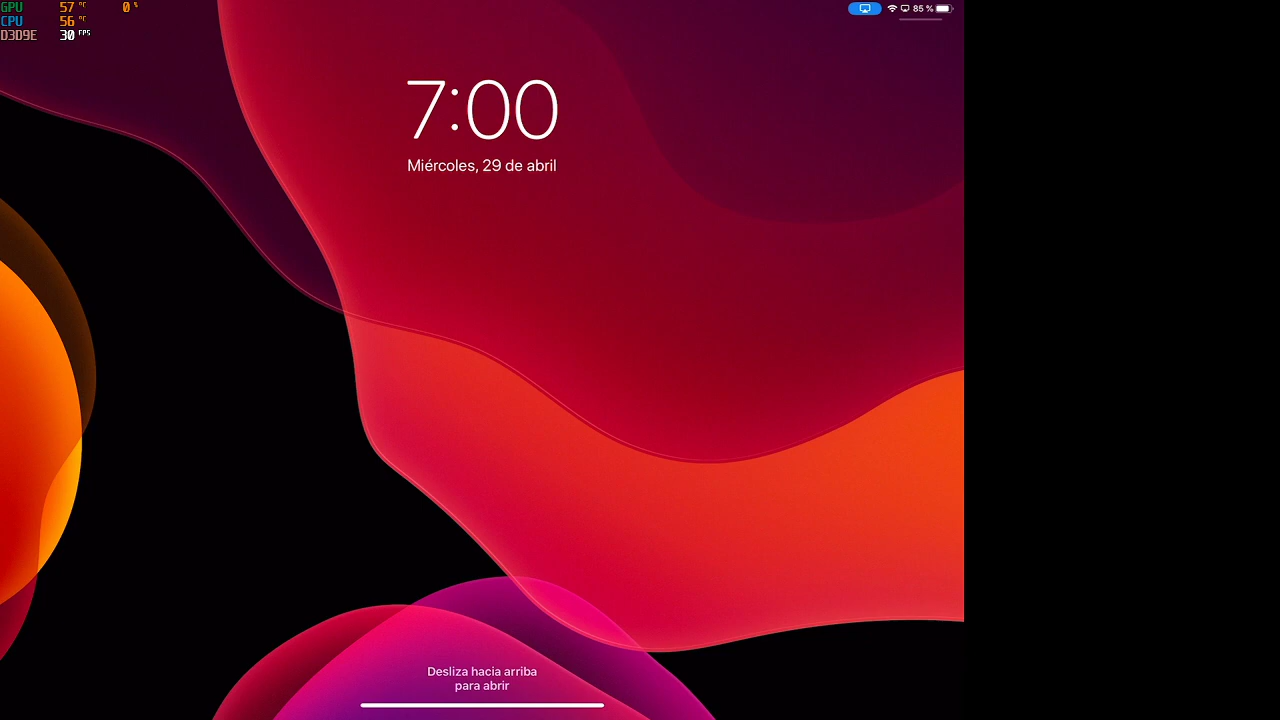 GPU 57 °C 0 %
CPU 56 °C
D3D9E 30 FPS
85 %
7:00
Miércoles, 29 de abril
Desliza hacia arriba
para abrir